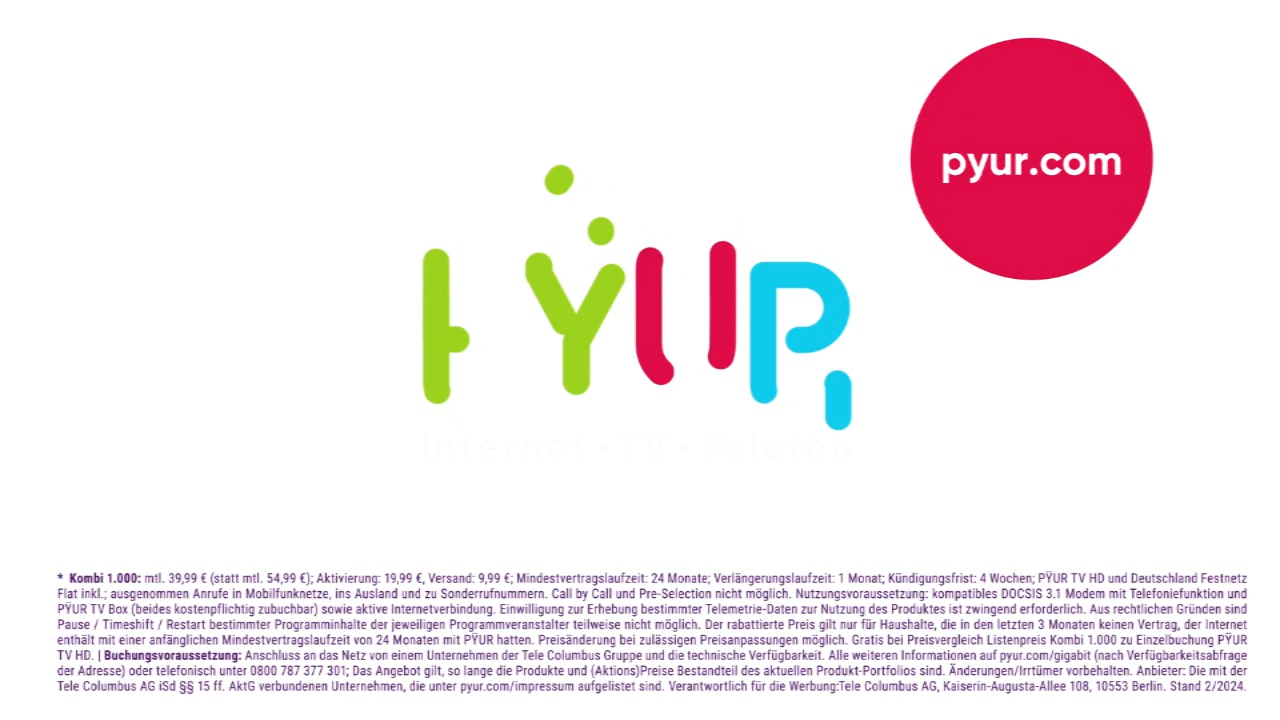 pyur.com
PŸUR
Internet · TV · Telefon
* Kombi 1.000: mtl. 39,99 € (statt mtl. 54,99 €); Aktivierung: 19,99 €, Versand: 9,99 €; Mindestvertragslaufzeit: 24 Monate; Verlängerungslaufzeit: 1 Monat; Kündigungsfrist: 4 Wochen; PŸUR TV HD und Deutschland Festnetz
Flat inkl.; ausgenommen Anrufe in Mobilfunknetze, ins Ausland und zu Sonderrufnummern. Call by Call und Pre-Selection nicht möglich. Nutzungsvoraussetzung: kompatibles DOCSIS 3.1 Modem mit Telefoniefunktion und
PŸUR TV Box (beides kostenpflichtig zubuchbar) sowie aktive Internetverbindung. Einwilligung zur Erhebung bestimmter Telemetrie-Daten zur Nutzung des Produktes ist zwingend erforderlich. Aus rechtlichen Gründen sind
Pause / Timeshift / Restart bestimmter Programminhalte der jeweiligen Programmveranstalter teilweise nicht möglich. Der rabattierte Preis gilt nur für Haushalte, die in den letzten 3 Monaten keinen Vertrag, der Internet
enthält mit einer anfänglichen Mindestvertragslaufzeit von 24 Monaten mit PŸUR hatten. Preisänderung bei zulässigen Preisanpassungen möglich. Gratis bei Preisvergleich Listenpreis Kombi 1.000 zu Einzelbuchung PŸUR
TV HD. | Buchungsvoraussetzung: Anschluss an das Netz von einem Unternehmen der Tele Columbus Gruppe und die technische Verfügbarkeit. Alle weiteren Informationen auf pyur.com/gigabit (nach Verfügbarkeitsabfrage
der Adresse) oder telefonisch unter 0800 787 377 301; Das Angebot gilt, so lange die Produkte und (Aktions)Preise Bestandteil des aktuellen Produkt-Portfolios sind. Änderungen/Irrtümer vorbehalten. Anbieter: Die mit der
Tele Columbus AG iSd §§ 15 ff. AktG verbundenen Unternehmen, die unter pyur.com/impressum aufgelistet sind. Verantwortlich für die Werbung:Tele Columbus AG, Kaiserin-Augusta-Allee 108, 10553 Berlin. Stand 2/2024.